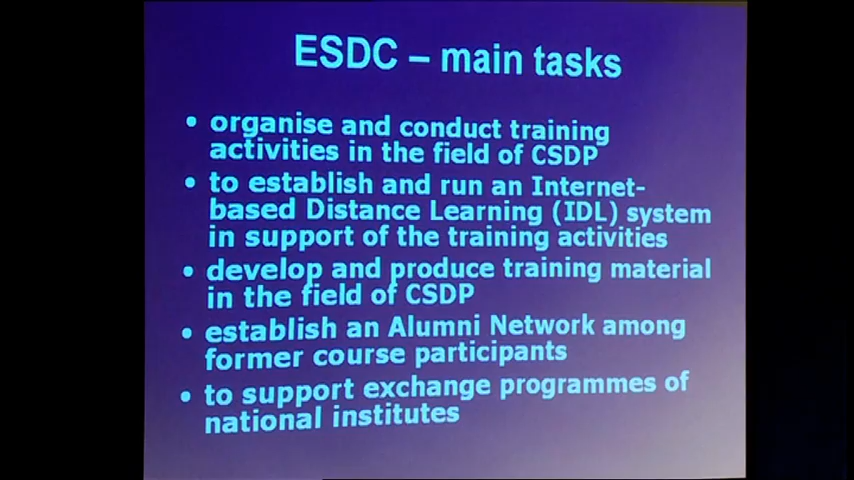 ESDC – main tasks
• organise and conduct training
activities in the field of CSDP
• to establish and run an Internet-
based Distance Learning (IDL) system
in support of the training activities
• develop and produce training material
in the field of CSDP
• establish an Alumni Network among
former course participants
• to support exchange programmes of
national institutes